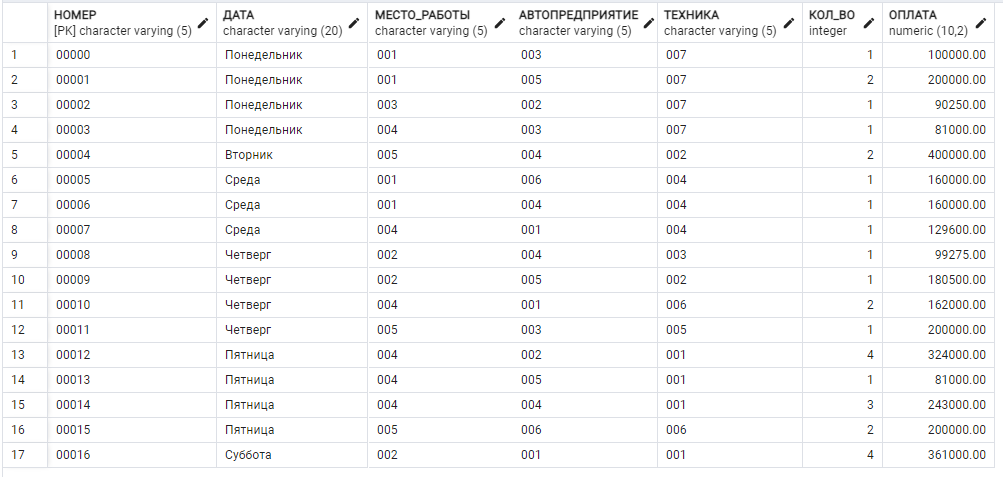 НОМЕР ДАТА МЕСТО_РАБОТЫ АВТОПРЕДПРИЯТИЕ ТЕХНИКА КОЛ_ВО ОПЛАТА
[PK] character varying (5) character varying (20) character varying (5) character varying (5) character varying (5) integer numeric (10,2)
1 00000 Понедельник 001 003 007 1 100000.00
2 00001 Понедельник 001 005 007 2 200000.00
3 00002 Понедельник 003 002 007 1 90250.00
4 00003 Понедельник 004 003 007 1 81000.00
5 00004 Вторник 005 004 002 2 400000.00
6 00005 Среда 001 006 004 1 160000.00
7 00006 Среда 001 004 004 1 160000.00
8 00007 Среда 004 001 004 1 129600.00
9 00008 Четверг 002 004 003 1 99275.00
10 00009 Четверг 002 005 002 1 180500.00
11 00010 Четверг 004 001 006 2 162000.00
12 00011 Четверг 005 003 005 1 200000.00
13 00012 Пятница 004 002 001 4 324000.00
14 00013 Пятница 004 005 001 1 81000.00
15 00014 Пятница 004 004 001 3 243000.00
16 00015 Пятница 005 006 006 2 200000.00
17 00016 Суббота 002 001 001 4 361000.00